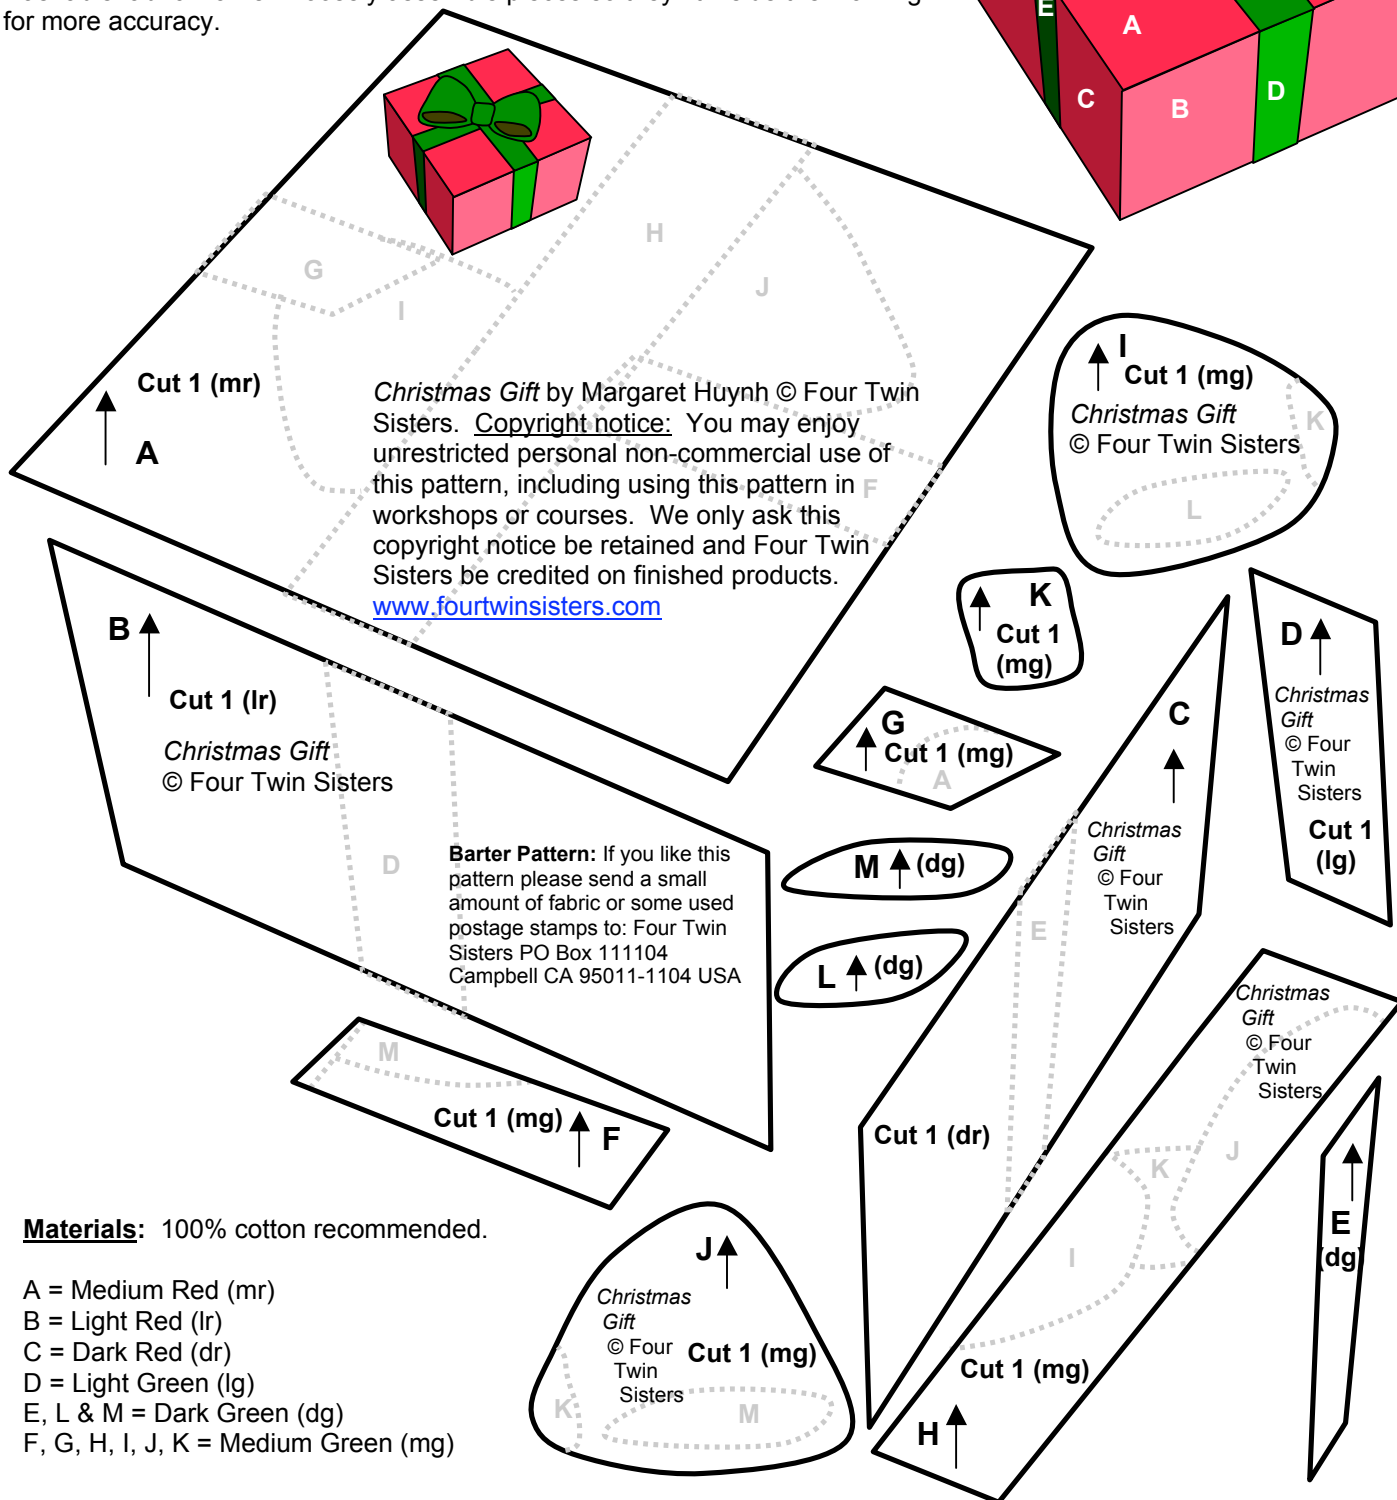 for more accuracy.
E
A
C
B
D
G
I
H
J
F
Cut 1 (mr)
A
Christmas Gift by Margaret Huynh © Four Twin
Sisters. Copyright notice: You may enjoy
unrestricted personal non-commercial use of
this pattern, including using this pattern in
workshops or courses. We only ask this
copyright notice be retained and Four Twin
Sisters be credited on finished products.
www.fourtwinsisters.com
I
Cut 1 (mg)
Christmas Gift
© Four Twin Sisters
K
L
K
Cut 1
(mg)
D
Christmas
Gift
© Four
Twin
Sisters
Cut 1
(lg)
B
Cut 1 (lr)
Christmas Gift
© Four Twin Sisters
D
Barter Pattern: If you like this
pattern please send a small
amount of fabric or some used
postage stamps to: Four Twin
Sisters PO Box 111104
Campbell CA 95011-1104 USA
G
Cut 1 (mg)
A
C
Christmas
Gift
© Four
Twin
Sisters
E
Cut 1 (dr)
M (dg)
L (dg)
M
Cut 1 (mg)
F
Christmas
Gift
© Four
Twin
Sisters
J
K
I
Cut 1 (mg)
H
E
(dg)
J
Christmas
Gift
© Four
Twin
Sisters
Cut 1 (mg)
K
M
Materials: 100% cotton recommended.
A = Medium Red (mr)
B = Light Red (lr)
C = Dark Red (dr)
D = Light Green (lg)
E, L & M = Dark Green (dg)
F, G, H, I, J, K = Medium Green (mg)